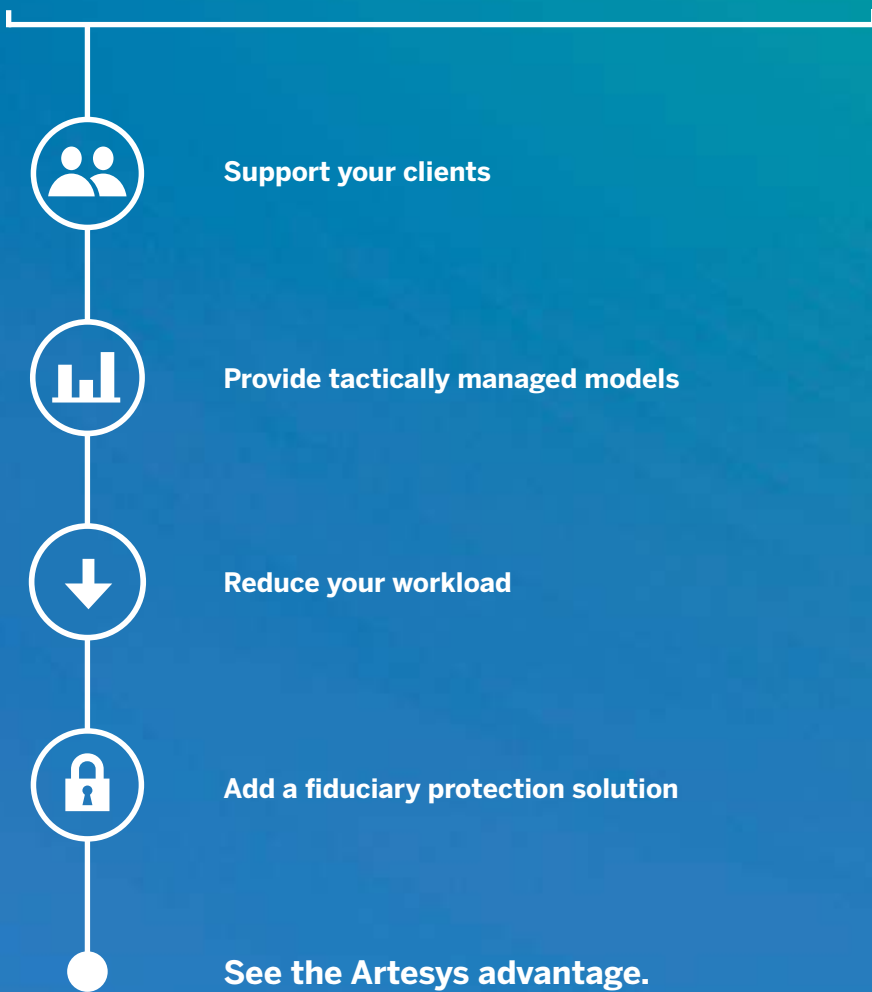 Support your clients
Provide tactically managed models
Reduce your workload
Add a fiduciary protection solution
See the Artesys advantage.